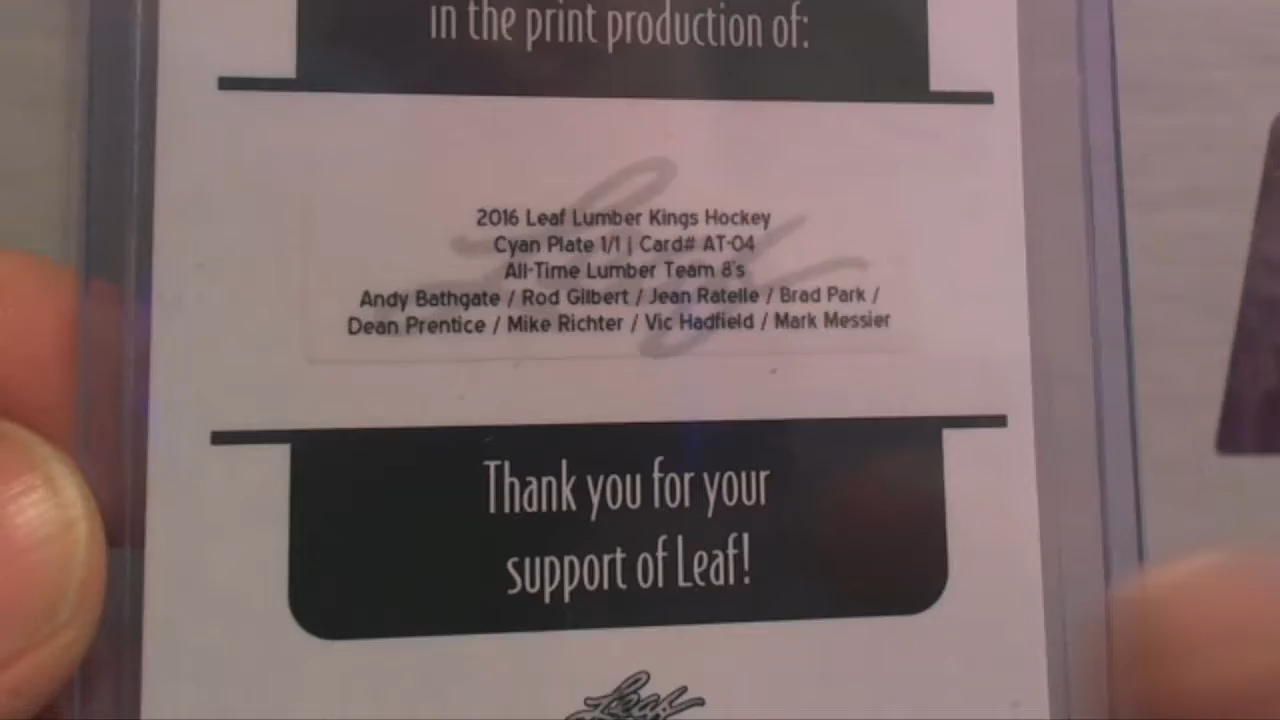 in the print production of:
2016 Leaf Lumber Kings Hockey
Cyan Plate 1/1 | Card# AT-04
All-Time Lumber Team 8's
Andy Bathgate / Rod Gilbert / Jean Ratelle / Brad Park /
Dean Prentice / Mike Richter / Vic Hadfield / Mark Messier
Thank you for your
support of Leaf!
Leaf